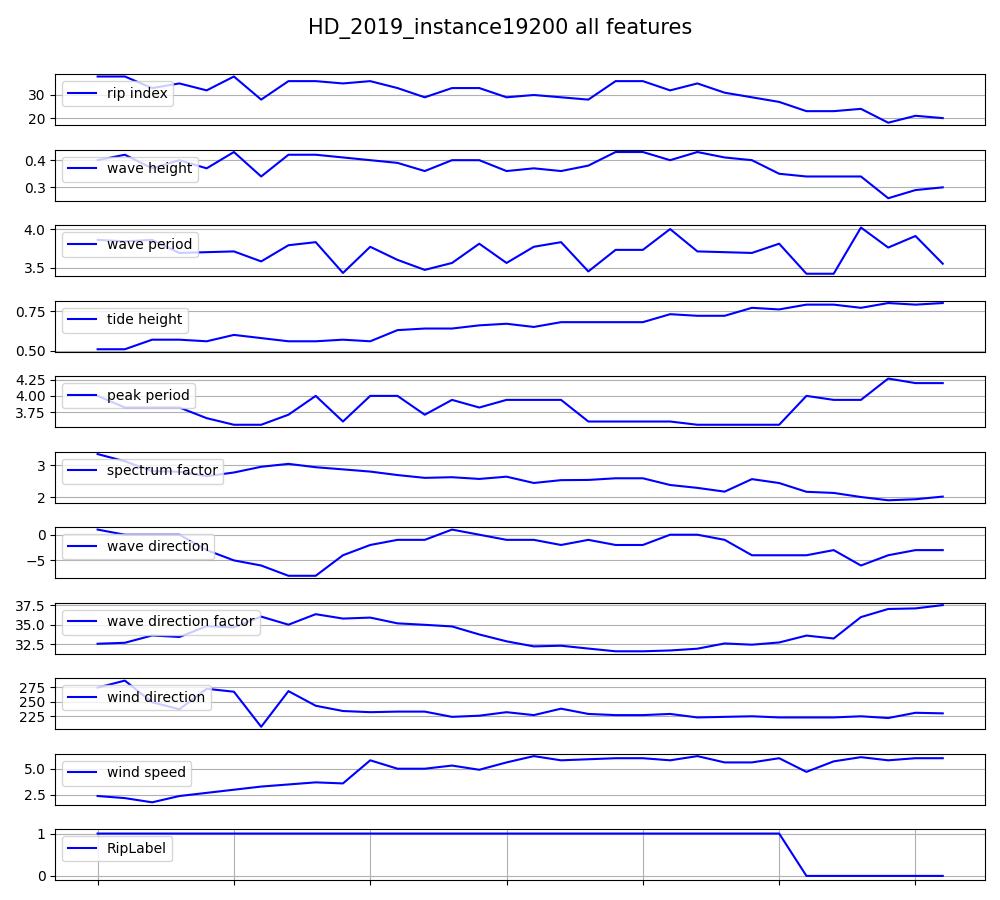 HD_2019_instance19200 all features
30
20
rip index
0.4
0.3
wave height
4.0
3.5
wave period
0.75
0.50
tide height
4.25
4.00
3.75
peak period
3
2
spectrum factor
0
−5
wave direction
37.5
35.0
32.5
wave direction factor
275
250
225
wind direction
5.0
2.5
wind speed
1
0
RipLabel